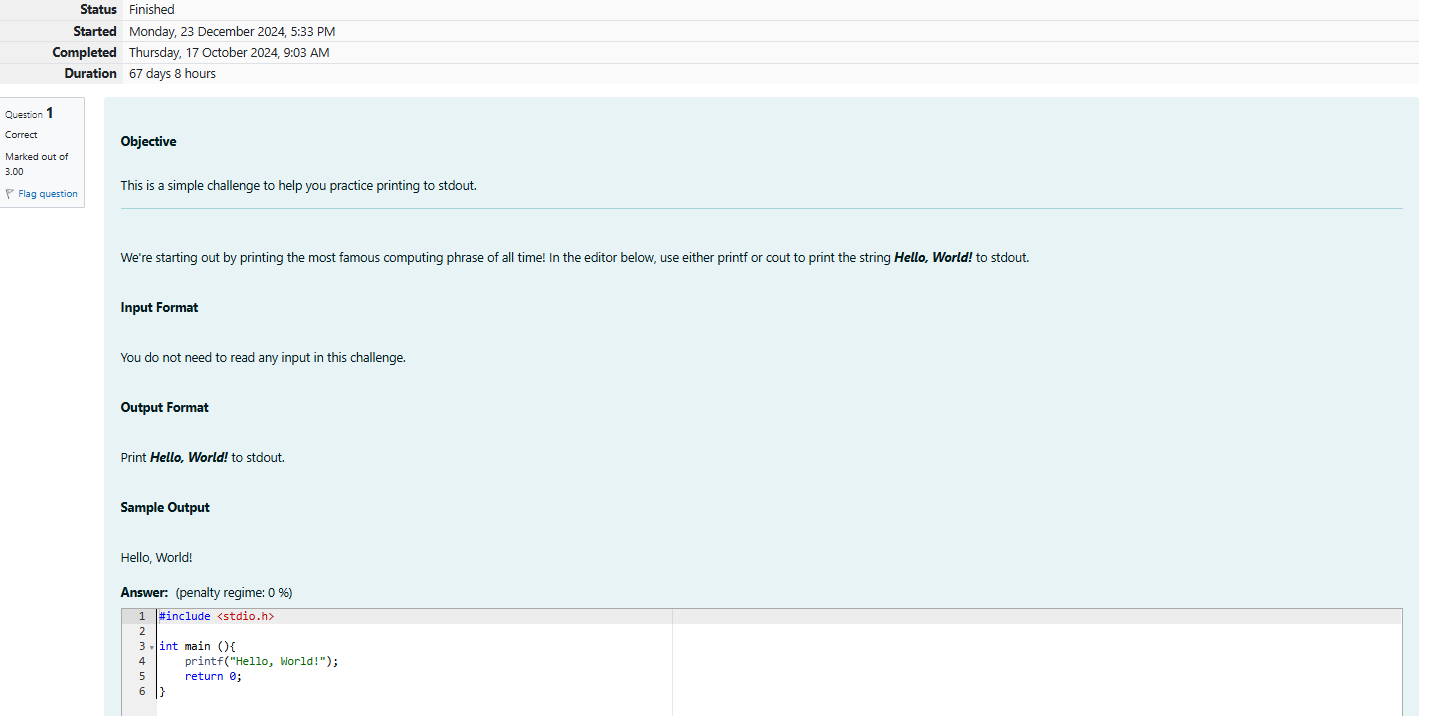 Status Finished
Started Monday, 23 December 2024, 5:33 PM
Completed Thursday, 17 October 2024, 9:03 AM
Duration 67 days 8 hours
Question 1
Correct
Marked out of
3.00
Flag question
Objective
This is a simple challenge to help you practice printing to stdout.
We're starting out by printing the most famous computing phrase of all time! In the editor below, use either printf or cout to print the string Hello, World! to stdout.
Input Format
You do not need to read any input in this challenge.
Output Format
Print Hello, World! to stdout.
Sample Output
Hello, World!
Answer: (penalty regime: 0 %)
1 #include <stdio.h>
2
3 int main (){
4 printf("Hello, World!");
5 return 0;
6 }